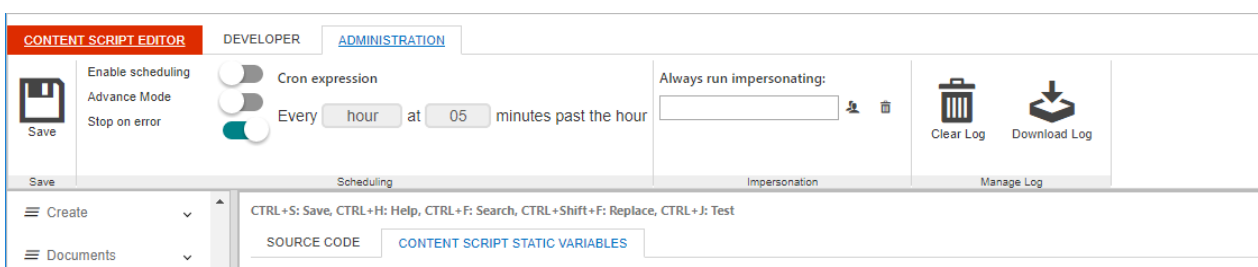 CONTENT SCRIPT EDITOR DEVELOPER ADMINISTRATION
Enable scheduling
Advance Mode
Stop on error
Save
Cron expression
Every hour at 05 minutes past the hour
Always run impersonating:
Clear Log Download Log
Save Scheduling Impersonation Manage Log
Create
Documents
CTRL+S: Save, CTRL+H: Help, CTRL+F: Search, CTRL+Shift+F: Replace, CTRL+J: Test
SOURCE CODE CONTENT SCRIPT STATIC VARIABLES